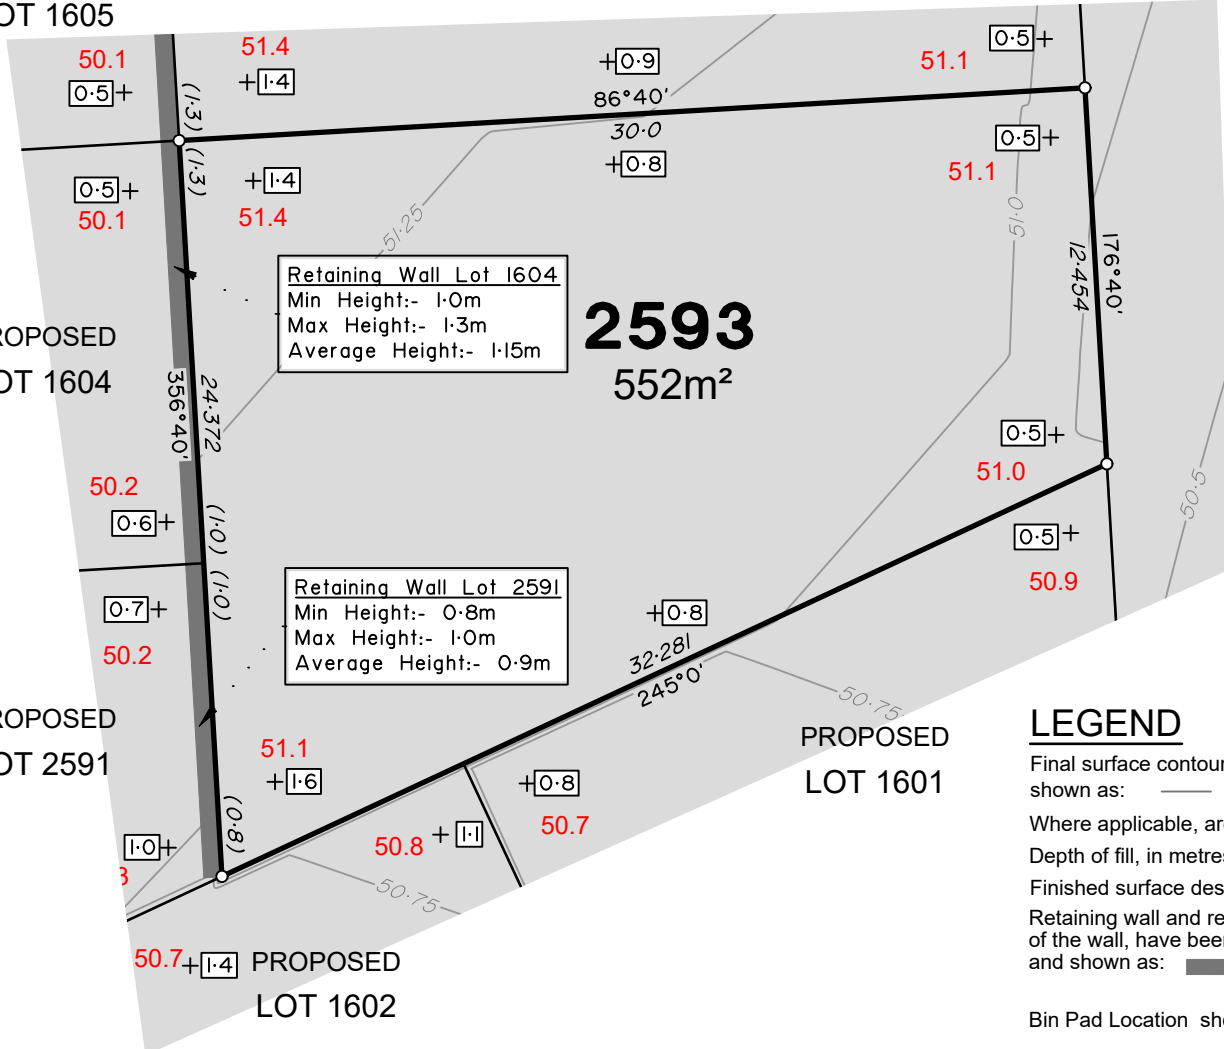 OT 1605
50.1
51.4
0·5
1·4
0·9
51.1
0·5
(1·3)
86°40'
30·0
(1·3)
0·5
50.1
1·4
51.4
0·8
0·5
51.1
51·25
51·0
176°40'
12·454
Retaining Wall Lot 1604
Min Height:- 1·0m
Max Height:- 1·3m
Average Height:- 1·15m
2593
552m²
ROPOSED
OT 1604
356°40'
24·372
0·5
51.0
50.2
0·6
(1·0)
50·5
0·5
50.9
(1·0)
0·7
50.2
Retaining Wall Lot 2591
Min Height:- 0·8m
Max Height:- 1·0m
Average Height:- 0·9m
0·8
32·281
245°0'
50·75
ROPOSED
OT 2591
51.1
1·6
PROPOSED
LOT 1601
0·8
50.7
(0·8)
1·0
3
50.8
1·1
50·75
50.7
1·4
PROPOSED
LOT 1602
LEGEND
Final surface contour
shown as:
Where applicable, ar
Depth of fill, in metres
Finished surface des
Retaining wall and re
of the wall, have been
and shown as:
Bin Pad Location sho